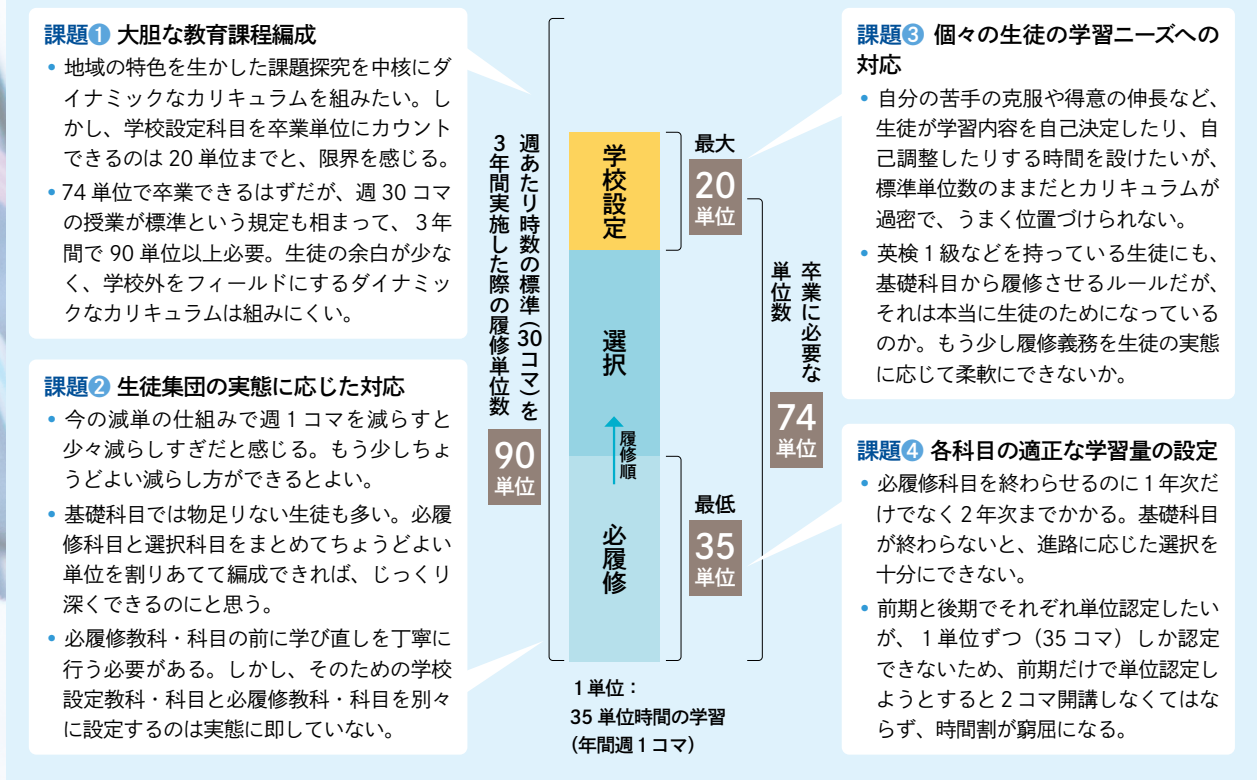 課題❶ 大胆な教育課程編成
• 地域の特色を生かした課題探究を中核にダ
イナミックなカリキュラムを組みたい。し
かし、学校設定科目を卒業単位にカウント
できるのは 20 単位までと、限界を感じる。
• 74 単位で卒業できるはずだが、週 30 コマ
の授業が標準という規定も相まって、3年
間で 90 単位以上必要。生徒の余白が少な
く、学校外をフィールドにするダイナミッ
クなカリキュラムは組みにくい。
課題❷ 生徒集団の実態に応じた対応
• 今の減単の仕組みで週1コマを減らすと
少々減らしすぎだと感じる。もう少しちょ
うどよい減らし方ができるとよい。
• 基礎科目では物足りない生徒も多い。必履
修科目と選択科目をまとめてちょうどよい
単位を割りあてて編成できれば、じっくり
深くできるのにと思う。
• 必履修教科・科目の前に学び直しを丁寧に
行う必要がある。しかし、そのための学校
設定教科・科目と必履修教科・科目を別々
に設定するのは実態に即していない。
週あたり時数の標準(30コマ)を
3年間実施した際の履修単位数
90
単位
学校設定
選択
履修順
必履修
最大
20
単位
最低
35
単位
卒業に必要な
単位数
74
単位
1単位:
35 単位時間の学習
(年間週1コマ)
課題❸ 個々の生徒の学習ニーズへの
対応
• 自分の苦手の克服や得意の伸長など、
生徒が学習内容を自己決定したり、自
己調整したりする時間を設けたいが、
標準単位数のままだとカリキュラムが
過密で、うまく位置づけられない。
• 英検1級などを持っている生徒にも、
基礎科目から履修させるルールだが、
それは本当に生徒のためになっている
のか。もう少し履修義務を生徒の実態
に応じて柔軟にできないか。
課題❹ 各科目の適正な学習量の設定
• 必履修科目を終わらせるのに1年次だ
けでなく2年次までかかる。基礎科目
が終わらないと、進路に応じた選択を
十分にできない。
• 前期と後期でそれぞれ単位認定したい
が、1単位ずつ(35 コマ)しか認定
できないため、前期だけで単位認定し
ようとすると2コマ開講しなくてはな
らず、時間割が窮屈になる。